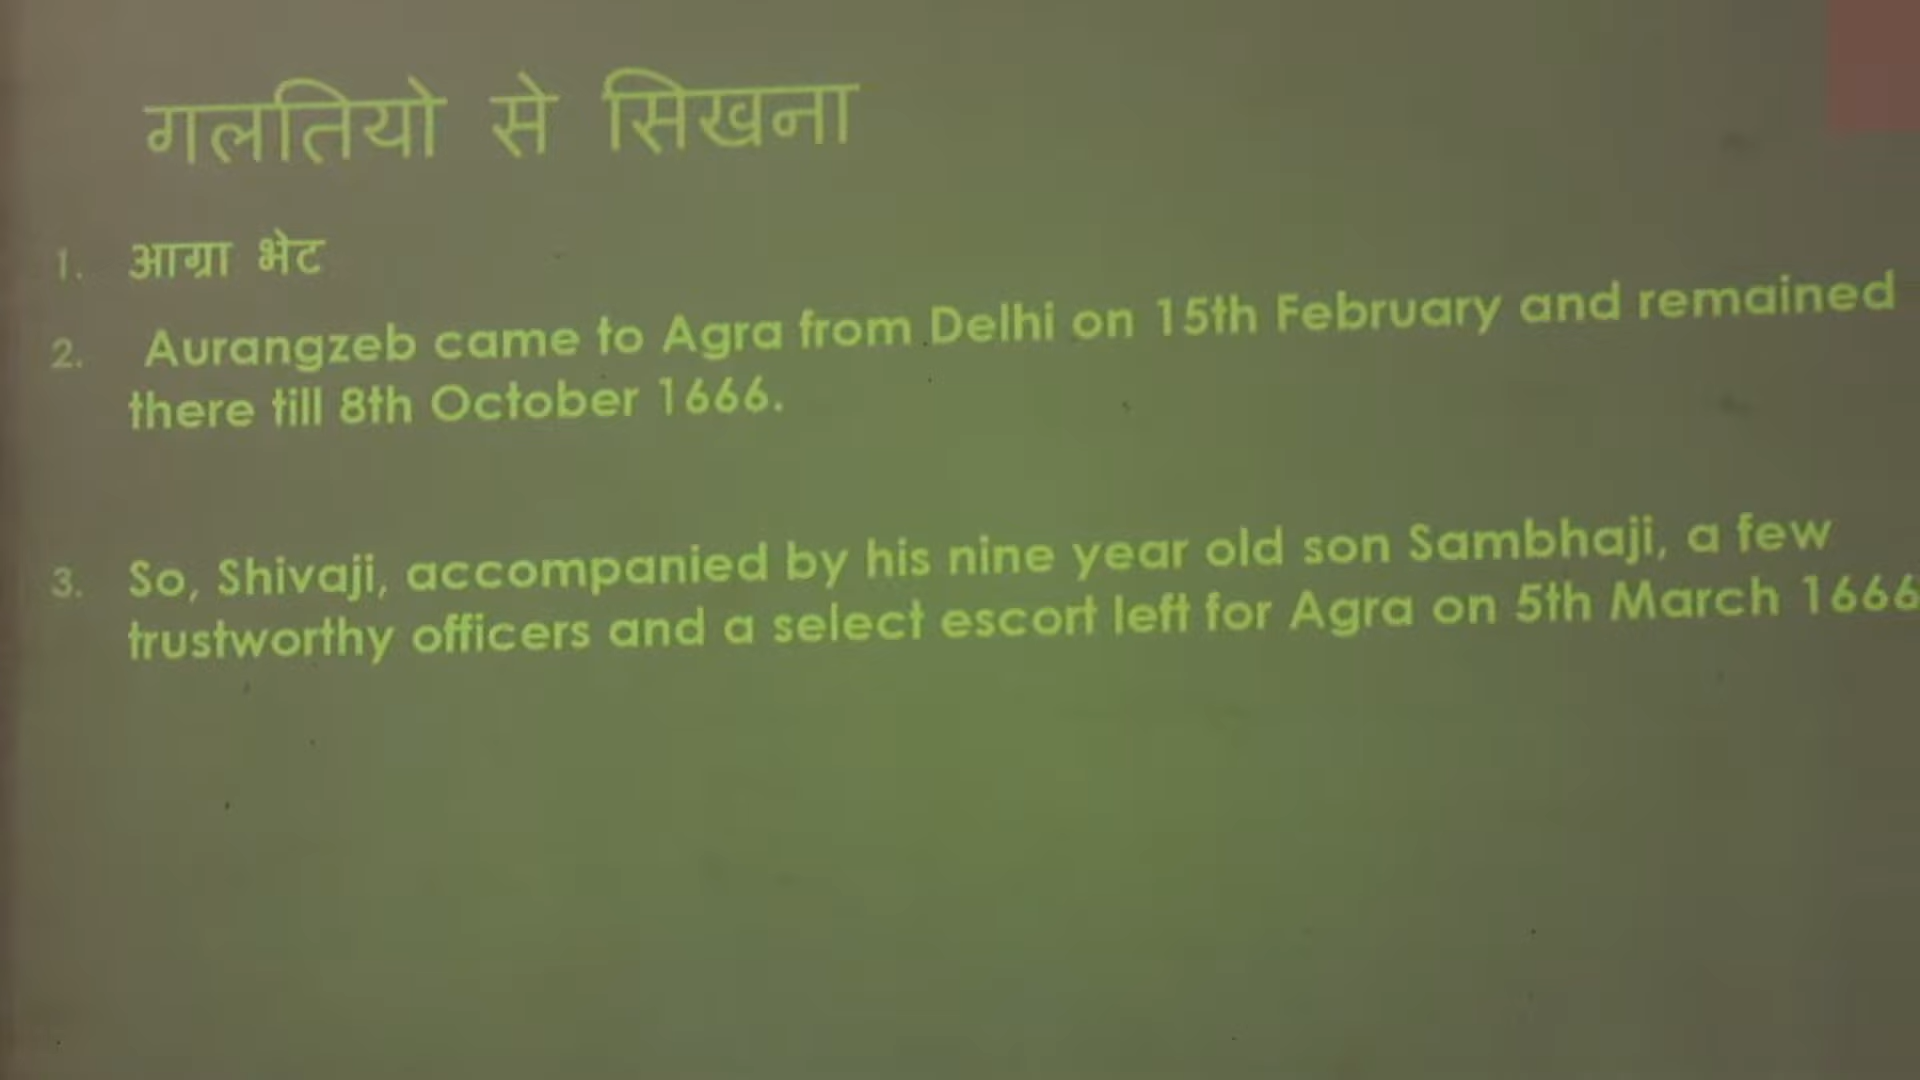 गलतियो से सिखना
1. आग्रा भेट
2. Aurangzeb came to Agra from Delhi on 15th February and remained
there till 8th October 1666.
3. So, Shivaji, accompanied by his nine year old son Sambhaji, a few
trustworthy officers and a select escort left for Agra on 5th March 1666